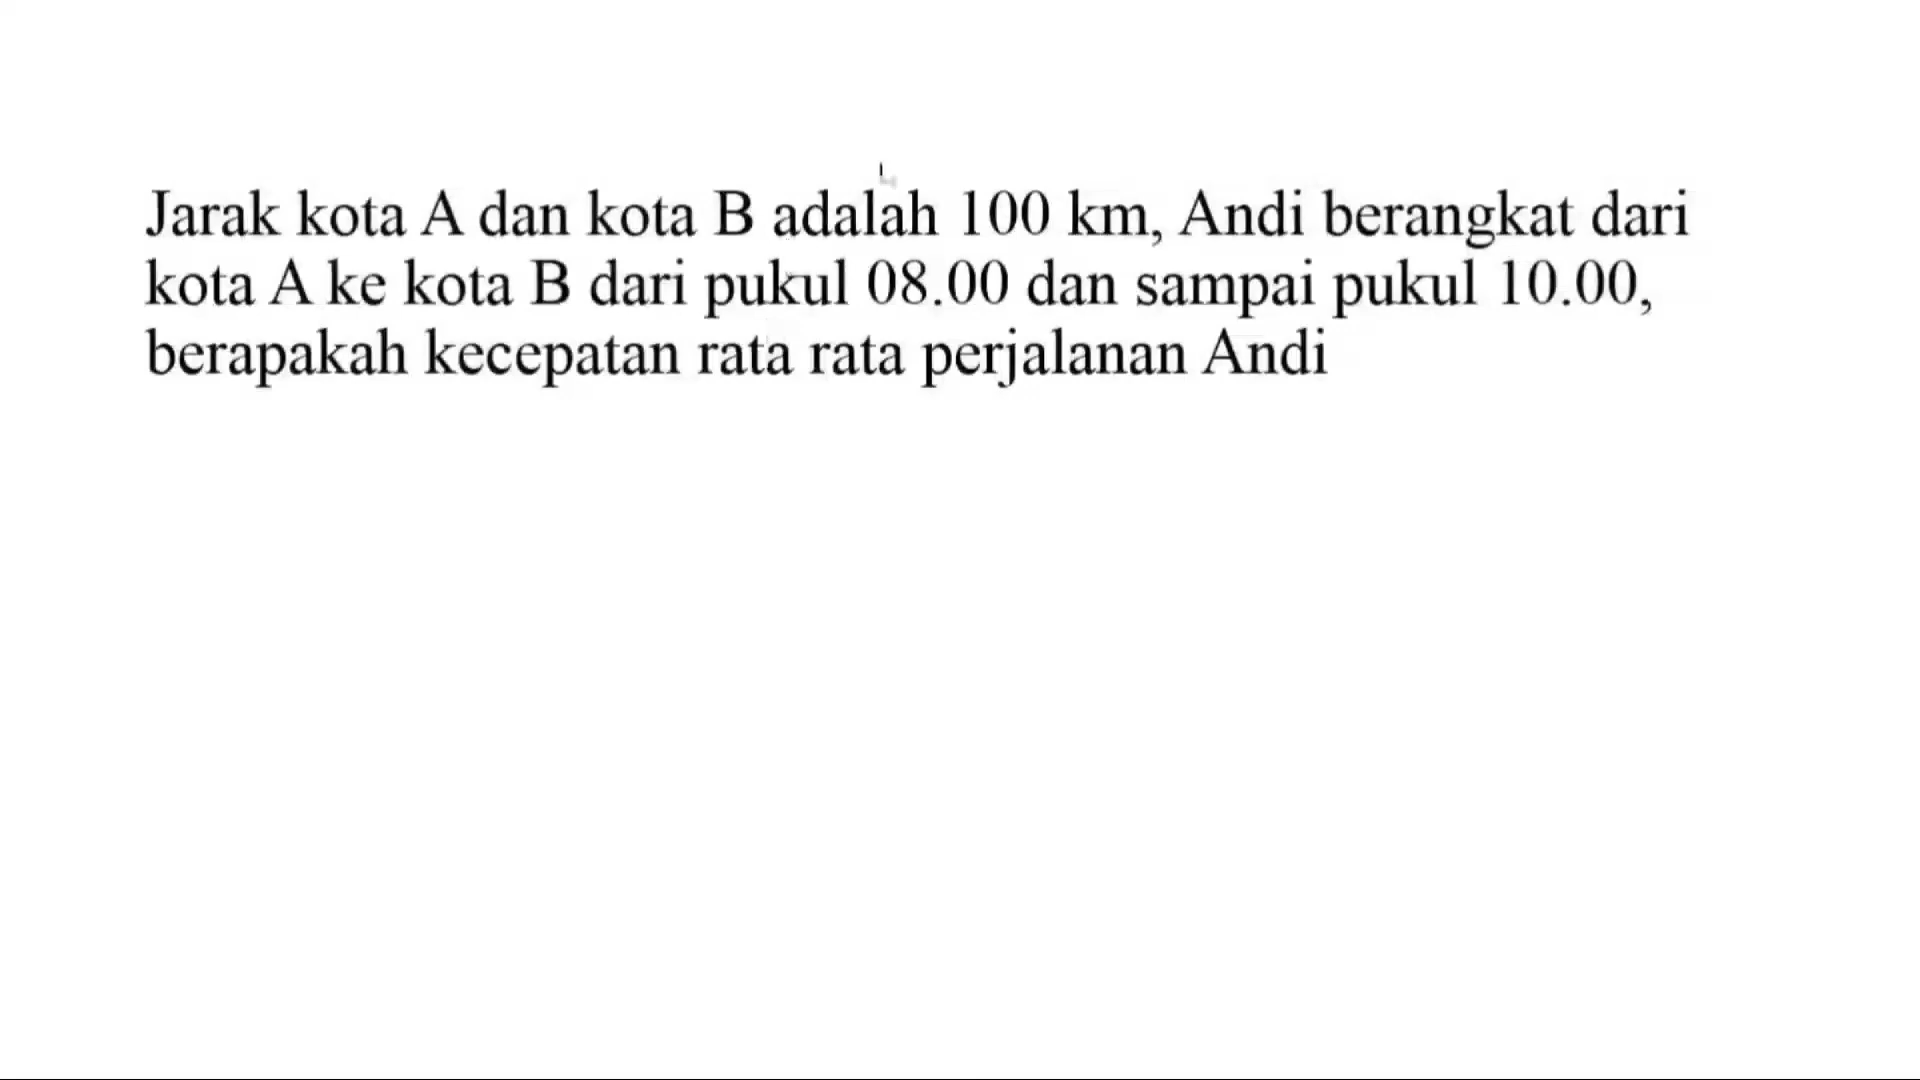 Jarak kota A dan kota B adalah 100 km, Andi berangkat dari
kota A ke kota B dari pukul 08.00 dan sampai pukul 10.00,
berapakah kecepatan rata rata perjalanan Andi